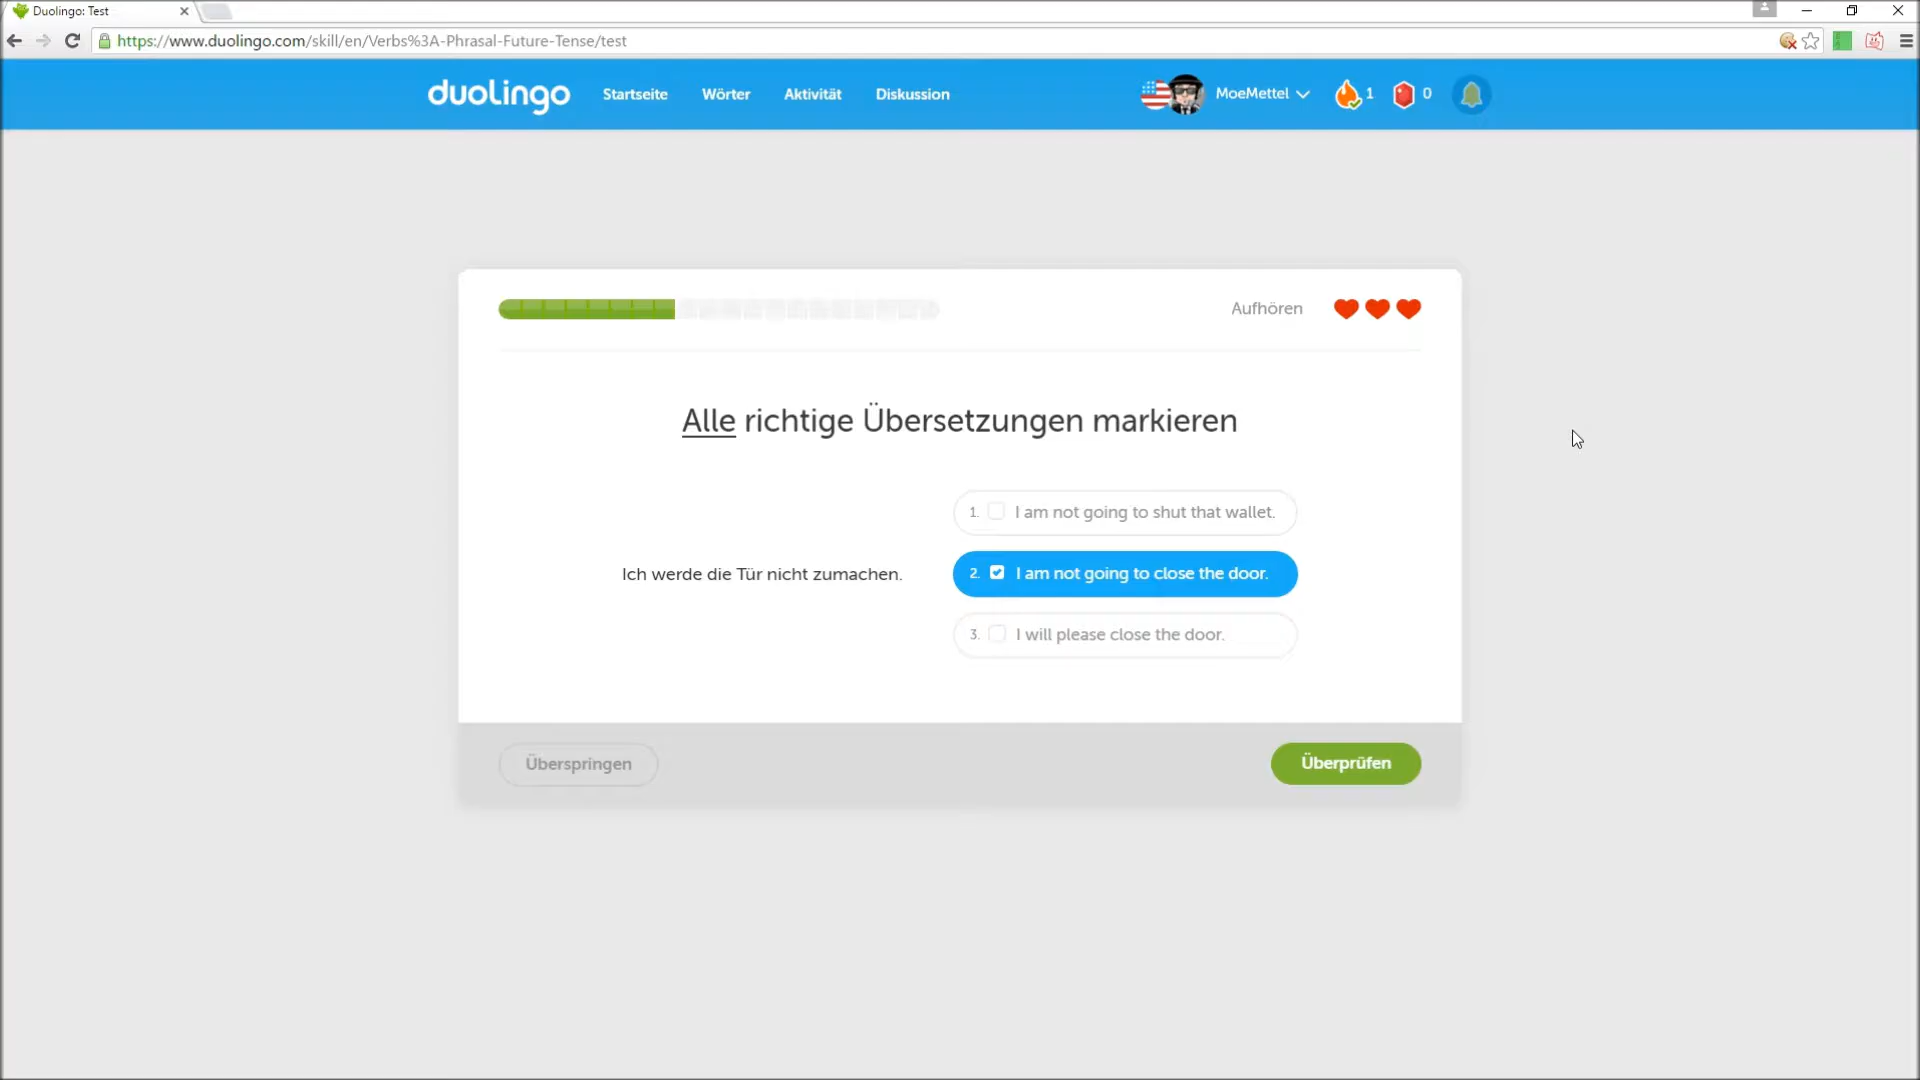 Duolingo: Test
https://www.duolingo.com/skill/en/Verbs%3A-Phrasal-Future-Tense/test
duolingo
Startseite
Wörter
Aktivität
Diskussion
MoeMettel
1
0
Aufhören
Alle richtige Übersetzungen markieren
Ich werde die Tür nicht zumachen.
1. I am not going to shut that wallet.
2. I am not going to close the door.
3. I will please close the door.
Überspringen
Überprüfen